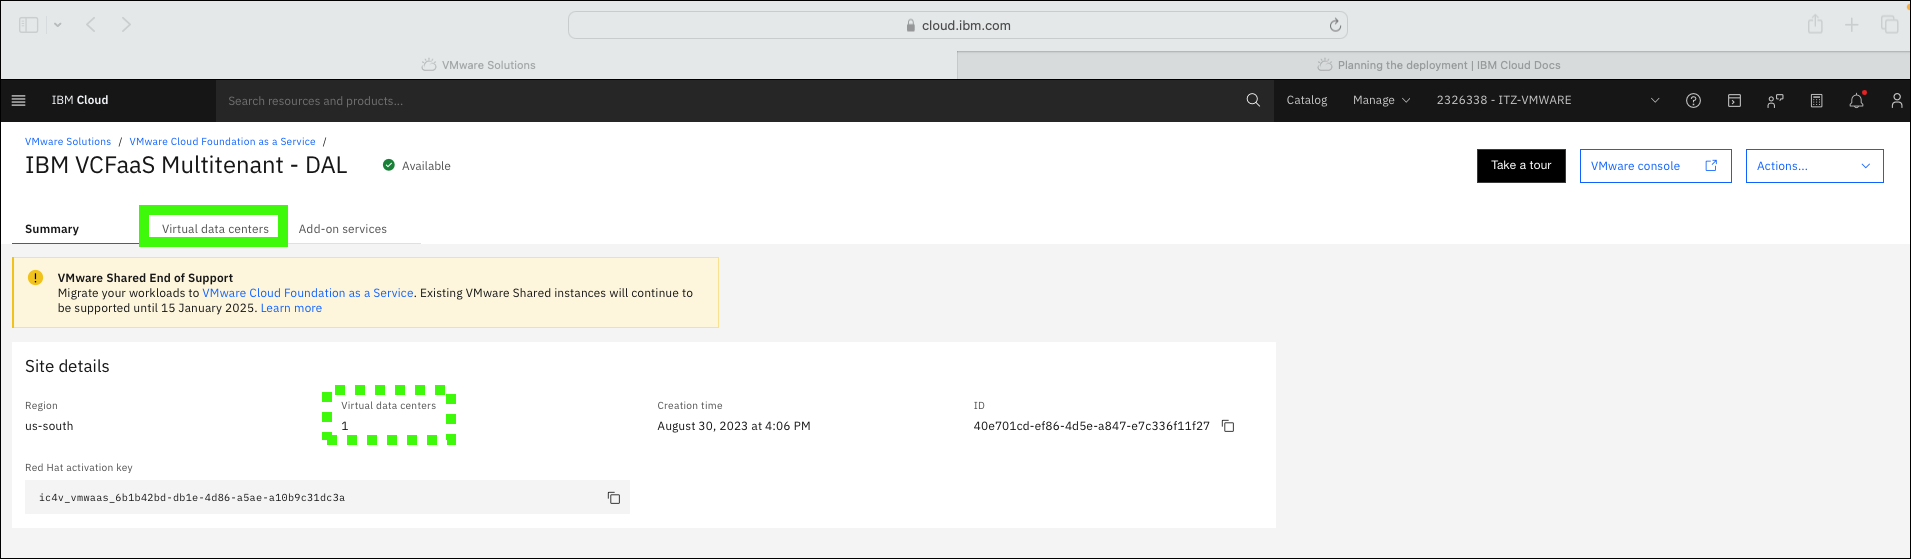 cloud.ibm.com
VMware Solutions
Planning the deployment | IBM Cloud Docs
IBM Cloud
Search resources and products...
Catalog
Manage
2326338 - ITZ-VMWARE
VMware Solutions / VMware Cloud Foundation as a Service /
IBM VCFaaS Multitenant - DAL
Available
Take a tour
VMware console
Actions...
Summary
Virtual data centers
Add-on services
VMware Shared End of Support
Migrate your workloads to VMware Cloud Foundation as a Service. Existing VMware Shared instances will continue to
be supported until 15 January 2025. Learn more
Site details
Region
us-south
Virtual data centers
1
Creation time
August 30, 2023 at 4:06 PM
ID
40e701cd-ef86-4d5e-a847-e7c336f11f27
Red Hat activation key
ic4v_vmwaas_6b1b42bd-db1e-4d86-a5ae-a10b9c31dc3a